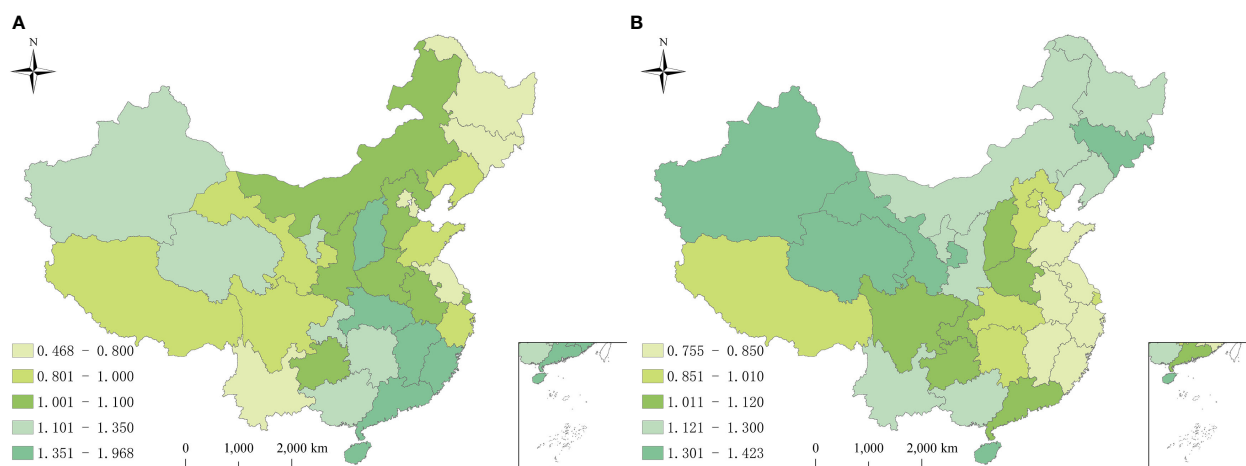 A
N
0.468 - 0.800
0.801 - 1.000
1.001 - 1.100
1.101 - 1.350
1.351 - 1.968
0 1,000 2,000 km
B
N
0.755 - 0.850
0.851 - 1.010
1.011 - 1.120
1.121 - 1.300
1.301 - 1.423
0 1,000 2,000 km